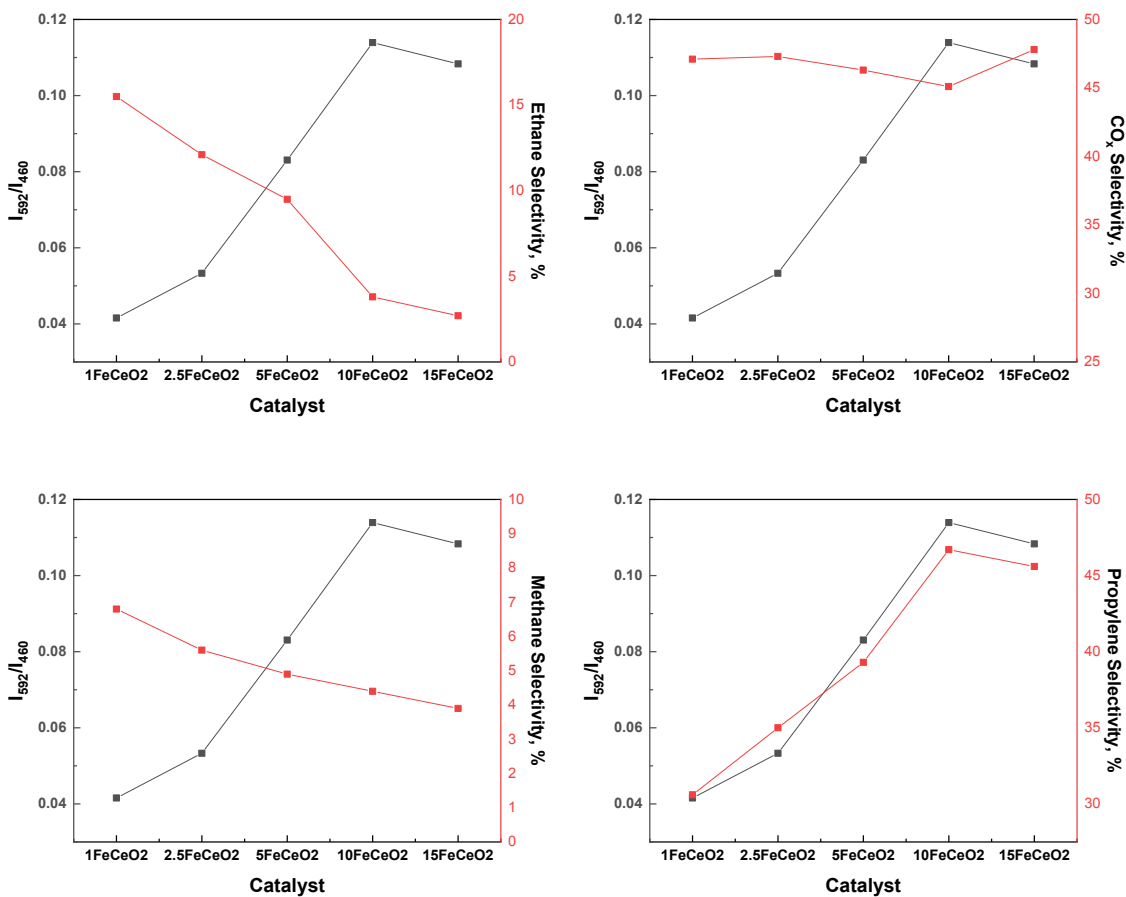 0.12
0.10
0.08
0.06
0.04
I592/I460
20
15
10
5
0
Ethane Selectivity, %
1FeCeO2 2.5FeCeO2 5FeCeO2 10FeCeO2 15FeCeO2
Catalyst
0.12
0.10
0.08
0.06
0.04
I592/I460
50
45
40
35
30
25
COx Selectivity, %
1FeCeO2 2.5FeCeO2 5FeCeO2 10FeCeO2 15FeCeO2
Catalyst
0.12
0.10
0.08
0.06
0.04
I592/I460
10
9
8
7
6
5
4
3
2
1
0
Methane Selectivity, %
1FeCeO2 2.5FeCeO2 5FeCeO2 10FeCeO2 15FeCeO2
Catalyst
0.12
0.10
0.08
0.06
0.04
I592/I460
50
45
40
35
30
Propylene Selectivity, %
1FeCeO2 2.5FeCeO2 5FeCeO2 10FeCeO2 15FeCeO2
Catalyst